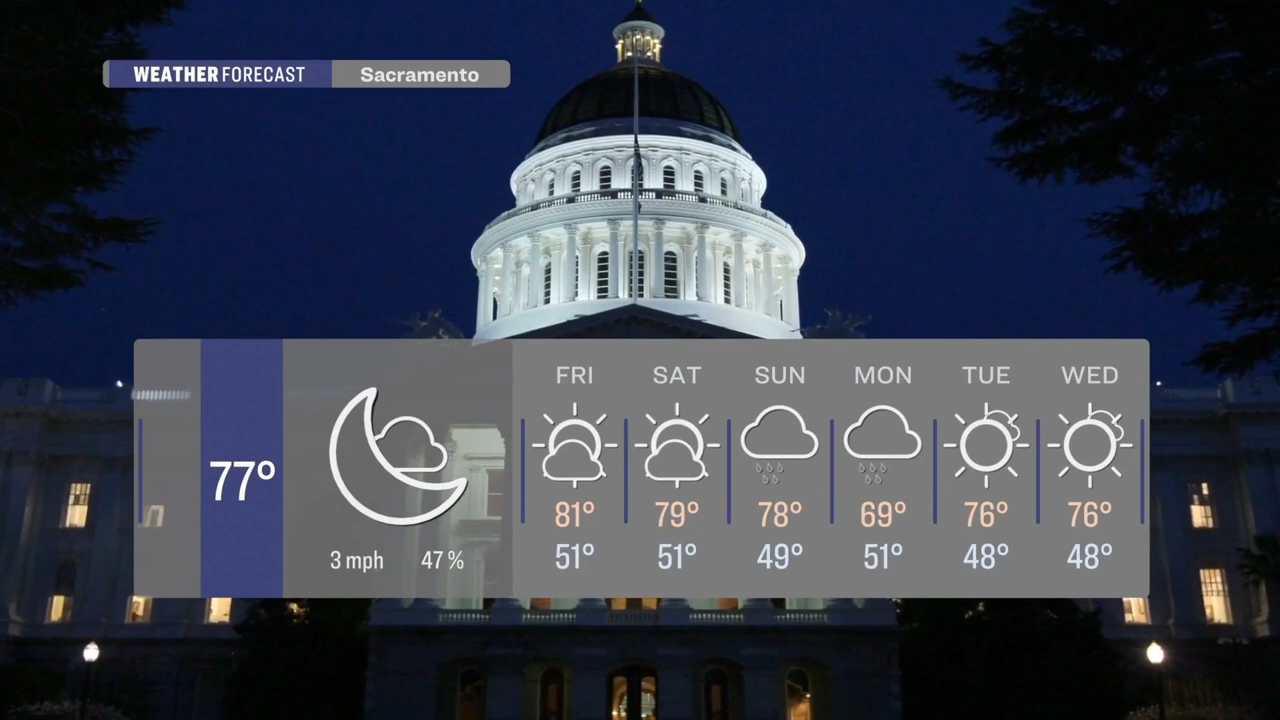 WEATHER FORECAST Sacramento
77°
3 mph 47%
FRI SAT SUN MON TUE WED
81° 79° 78° 69° 76° 76°
51° 51° 49° 51° 48° 48°